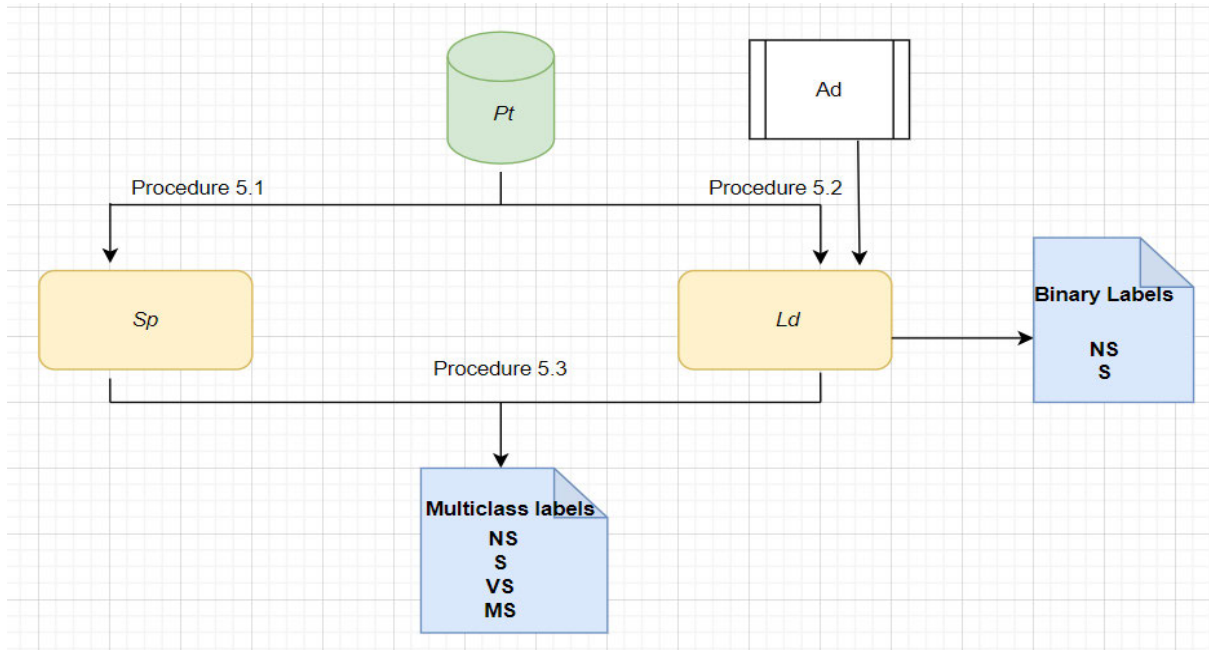 Pt
Ad
Procedure 5.1
Procedure 5.2
Sp
Ld
Binary Labels
NS
S
Procedure 5.3
Multiclass labels
NS
S
VS
MS